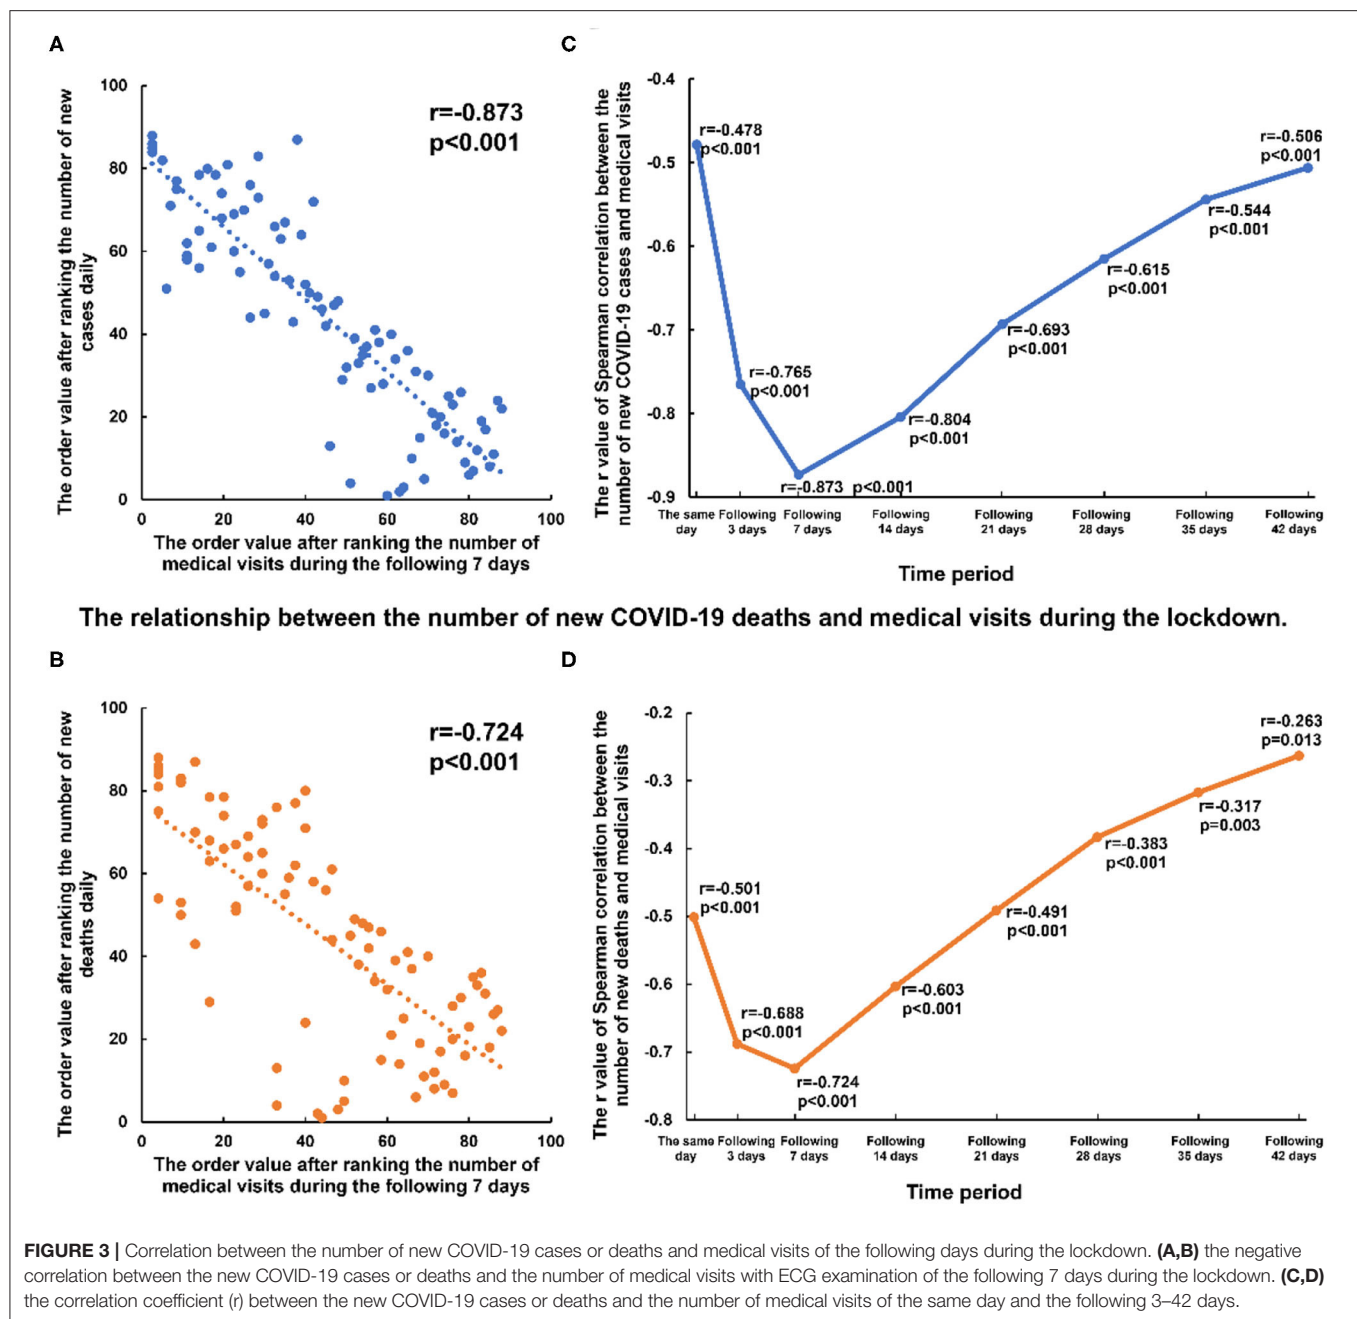 A
The order value after ranking the number of new
cases daily
100
80
60
40
20
0
r=-0.873
p<0.001
0 20 40 60 80 100
The order value after ranking the number of
medical visits during the following 7 days
C
The r value of Spearman correlation between the
number of new COVID-19 cases and medical visits
-0.4
-0.5
-0.6
-0.7
-0.8
-0.9
r=-0.478
p<0.001
r=-0.765
p<0.001
r=-0.873 p<0.001
r=-0.804
p<0.001
r=-0.693
p<0.001
r=-0.615
p<0.001
r=-0.544
p<0.001
r=-0.506
p<0.001
The same
day
Following
3 days
Following
7 days
Following
14 days
Following
21 days
Following
28 days
Following
35 days
Following
42 days
Time period
The relationship between the number of new COVID-19 deaths and medical visits during the lockdown.
B
The order value after ranking the number of new
deaths daily
100
80
60
40
20
0
r=-0.724
p<0.001
0 20 40 60 80 100
The order value after ranking the number of
medical visits during the following 7 days
D
The r value of Spearman correlation between the
number of new deaths and medical visits
-0.2
-0.3
-0.4
-0.5
-0.6
-0.7
-0.8
r=-0.501
p<0.001
r=-0.688
p<0.001
r=-0.724
p<0.001
r=-0.603
p<0.001
r=-0.491
p<0.001
r=-0.383
p<0.001
r=-0.317
p=0.003
r=-0.263
p=0.013
The same
day
Following
3 days
Following
7 days
Following
14 days
Following
21 days
Following
28 days
Following
35 days
Following
42 days
Time period
FIGURE 3 | Correlation between the number of new COVID-19 cases or deaths and medical visits of the following days during the lockdown. (A,B) the negative
correlation between the new COVID-19 cases or deaths and the number of medical visits with ECG examination of the following 7 days during the lockdown. (C,D)
the correlation coefficient (r) between the new COVID-19 cases or deaths and the number of medical visits of the same day and the following 3–42 days.